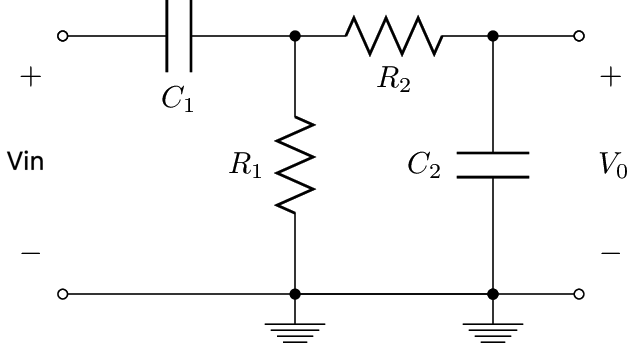 +
C₁
R₂
+
Vin
R₁
C₂
V₀
−
−